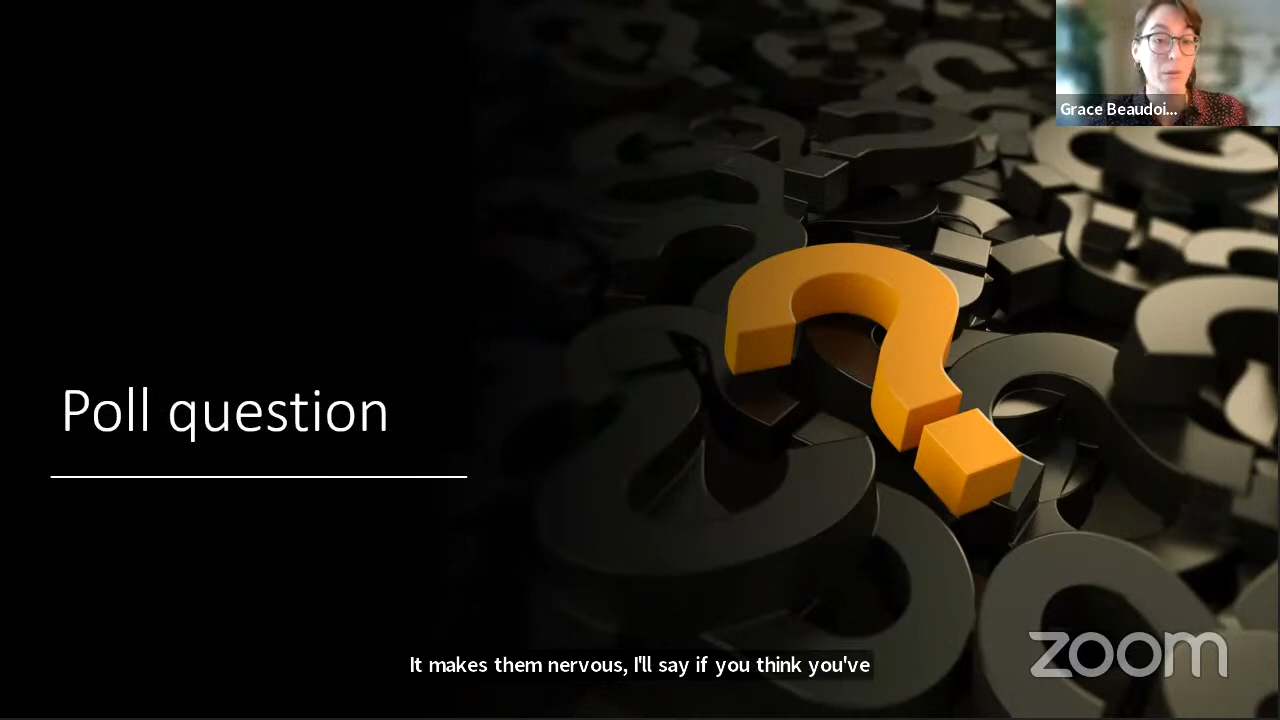 Grace Beaudoi...
Poll question
It makes them nervous, I'll say if you think you've
zoom